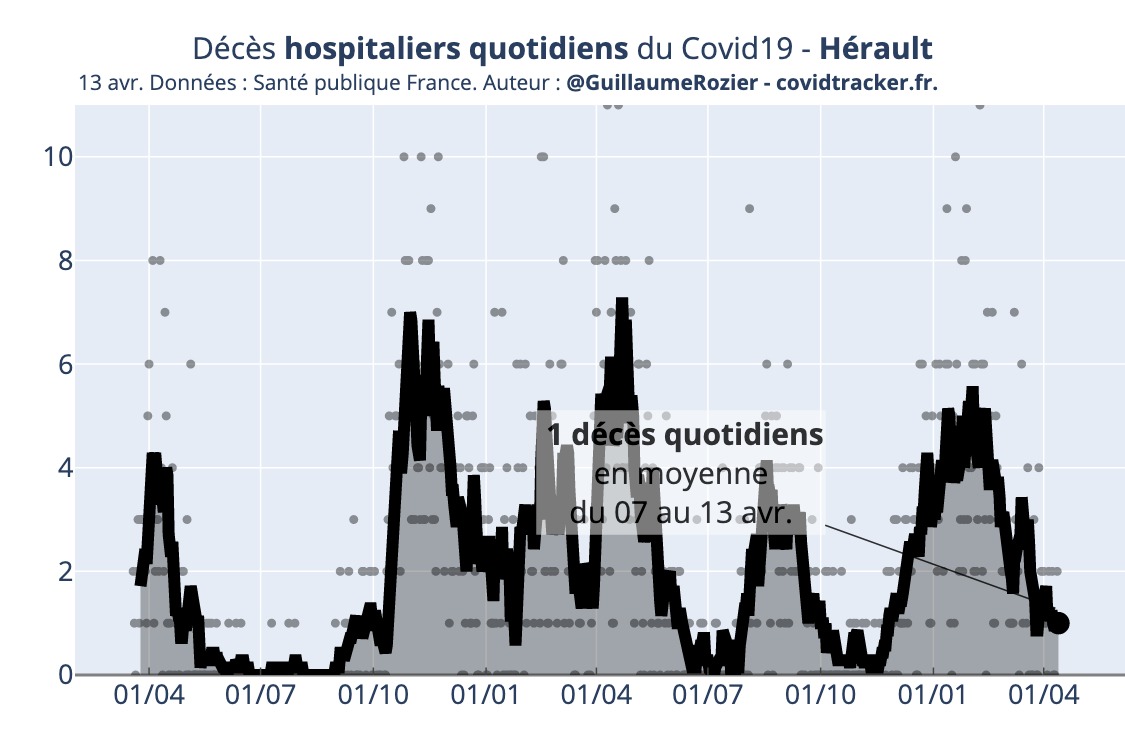 Décès hospitaliers quotidiens du Covid19 - Hérault
13 avr. Données : Santé publique France. Auteur : @GuillaumeRozier - covidtracker.fr.
10
8
6
4
2
0
1 décès quotidiens
en moyenne
du 07 au 13 avr.
01/04 01/07 01/10 01/01 01/04 01/07 01/10 01/01 01/04